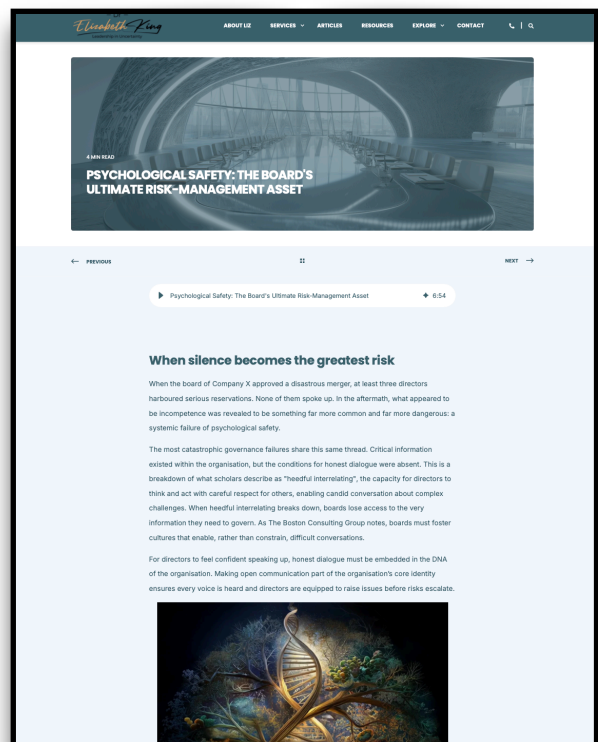 Elizabeth King
ABOUT LIZ SERVICES ARTICLES RESOURCES EXPLORE CONTACT
4 MIN READ
PSYCHOLOGICAL SAFETY: THE BOARD'S
ULTIMATE RISK-MANAGEMENT ASSET
PREVIOUS
NEXT
Psychological Safety: The Board's Ultimate Risk-Management Asset 6:54
When silence becomes the greatest risk
When the board of Company X approved a disastrous merger, at least three directors
harboured serious reservations. None of them spoke up. In the aftermath, what appeared to
be incompetence was revealed to be something far more common and far more dangerous: a
systemic failure of psychological safety.
The most catastrophic governance failures share this same thread. Critical information
existed within the organisation, but the conditions for honest dialogue were absent. This is a
breakdown of what scholars describe as "heedful interrelating", the capacity for directors to
think and act with careful respect for others, enabling candid conversation about complex
challenges. When heedful interrelating breaks down, boards lose access to the very
information they need to govern. As The Boston Consulting Group notes, boards must foster
cultures that enable, rather than constrain, difficult conversations.
For directors to feel confident speaking up, honest dialogue must be embedded in the DNA
of the organisation. Making open communication part of the organisation's core identity
ensures every voice is heard and directors are equipped to raise issues before risks escalate.